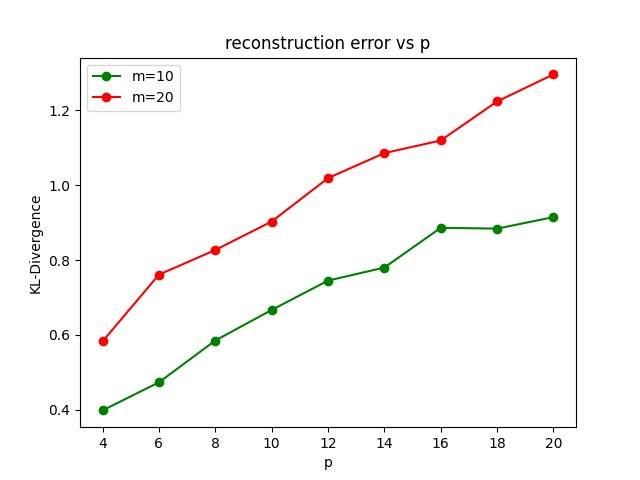 reconstruction error vs p
m=10
m=20
KL-Divergence
1.2
1.0
0.8
0.6
0.4
4 6 8 10 12 14 16 18 20
p